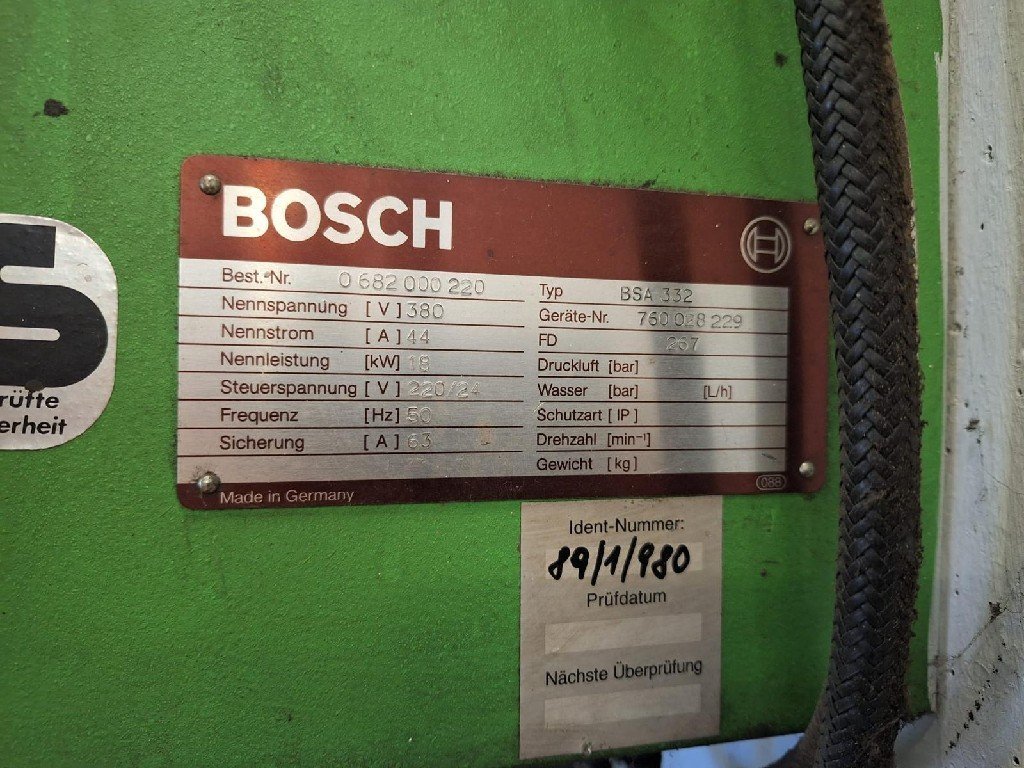 BOSCH
Best.-Nr. 0 682 000 220
Nennspannung [ V ] 380
Nennstrom [ A ] 44
Nennleistung [kW] 18
Steuerspannung [ V ] 220/24
Frequenz [Hz] 50
Sicherung [ A ] 63
Typ BSA 332
Geräte-Nr. 760 028 229
FD 267
Druckluft [bar]
Wasser [bar] [L/h]
Schutzart [ IP ]
Drehzahl [min⁻¹]
Gewicht [kg]
Made in Germany
088
S
rüfte
erheit
Ident-Nummer:
89/1/980
Prüfdatum
Nächste Überprüfung